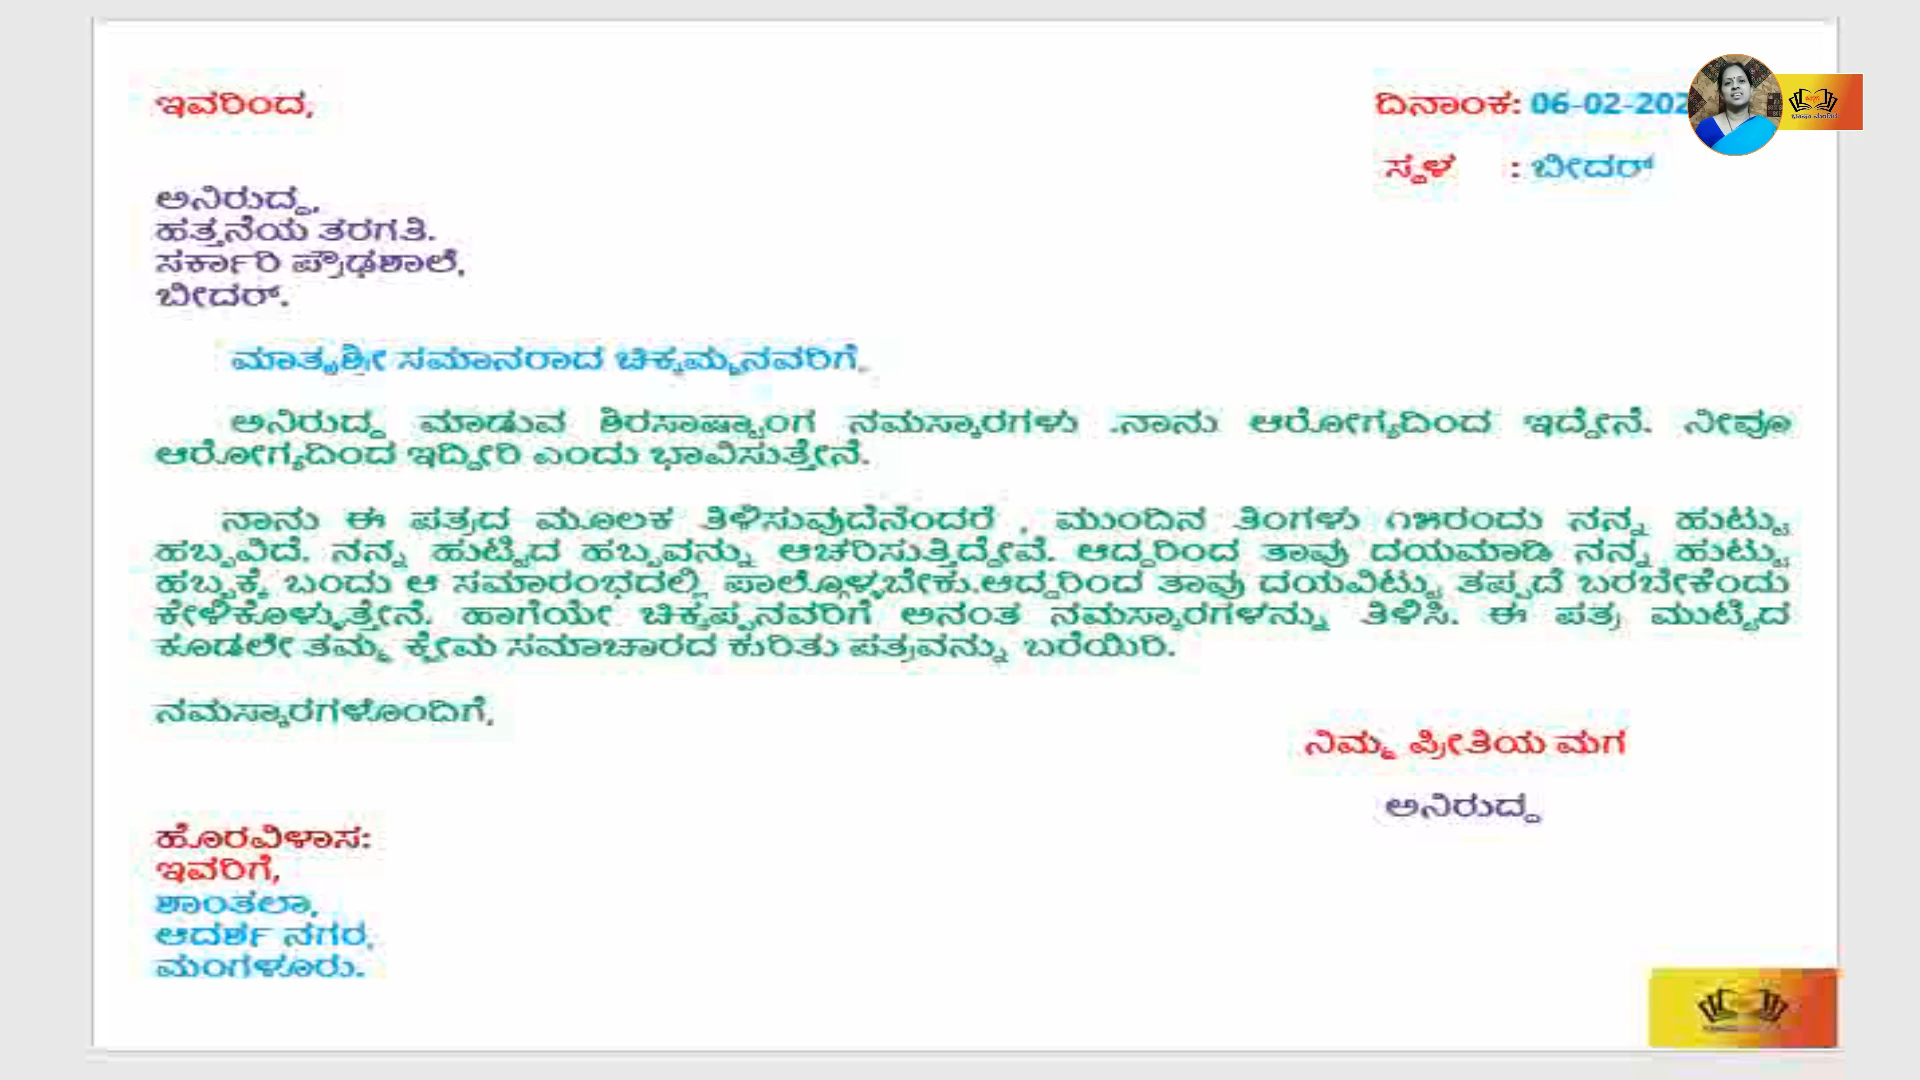 ಇವರಿಂದ,
ದಿನಾಂಕ: 06-02-202
ಸ್ಥಳ : ಬೀದರ್
ಅನಿರುದ್ಧ,
ಹತ್ತನೆಯ ತರಗತಿ.
ಸರ್ಕಾರಿ ಪ್ರೌಢಶಾಲೆ,
ಬೀದರ್.
ಮಾತೃಶ್ರೀ ಸಮಾನರಾದ ಚಿಕ್ಕಮ್ಮನವರಿಗೆ,
ಅನಿರುದ್ಧ ಮಾಡುವ ಶಿರಸಾಷ್ಟಾಂಗ ನಮಸ್ಕಾರಗಳು .ನಾನು ಆರೋಗ್ಯದಿಂದ ಇದ್ದೇನೆ. ನೀವೂ
ಆರೋಗ್ಯದಿಂದ ಇದ್ದೀರಿ ಎಂದು ಭಾವಿಸುತ್ತೇನೆ.
ನಾನು ಈ ಪತ್ರದ ಮೂಲಕ ತಿಳಿಸುವುದೆನೆಂದರೆ , ಮುಂದಿನ ತಿಂಗಳು ೧೫ರಂದು ನನ್ನ ಹುಟ್ಟು
ಹಬ್ಬವಿದೆ. ನನ್ನ ಹುಟ್ಟಿದ ಹಬ್ಬವನ್ನು ಆಚರಿಸುತ್ತಿದ್ದೇವೆ. ಆದ್ದರಿಂದ ತಾವು ದಯಮಾಡಿ ನನ್ನ ಹುಟ್ಟು
ಹಬ್ಬಕ್ಕೆ ಬಂದು ಆ ಸಮಾರಂಭದಲ್ಲಿ ಪಾಲ್ಗೊಳ್ಳಬೇಕು.ಆದ್ದರಿಂದ ತಾವು ದಯವಿಟ್ಟು ತಪ್ಪದೆ ಬರಬೇಕೆಂದು
ಕೇಳಿಕೊಳ್ಳುತ್ತೇನೆ. ಹಾಗೆಯೇ ಚಿಕ್ಕಪ್ಪನವರಿಗೆ ಅನಂತ ನಮಸ್ಕಾರಗಳನ್ನು ತಿಳಿಸಿ. ಈ ಪತ್ರ ಮುಟ್ಟಿದ
ಕೂಡಲೇ ತಮ್ಮ ಕ್ಷೇಮ ಸಮಾಚಾರದ ಕುರಿತು ಪತ್ರವನ್ನು ಬರೆಯಿರಿ.
ನಮಸ್ಕಾರಗಳೊಂದಿಗೆ,
ನಿಮ್ಮ ಪ್ರೀತಿಯ ಮಗ
ಅನಿರುದ್ಧ
ಹೊರವಿಳಾಸ:
ಇವರಿಗೆ,
ಶಾಂತಲಾ,
ಆದರ್ಶ ನಗರ,
ಮಂಗಳೂರು.